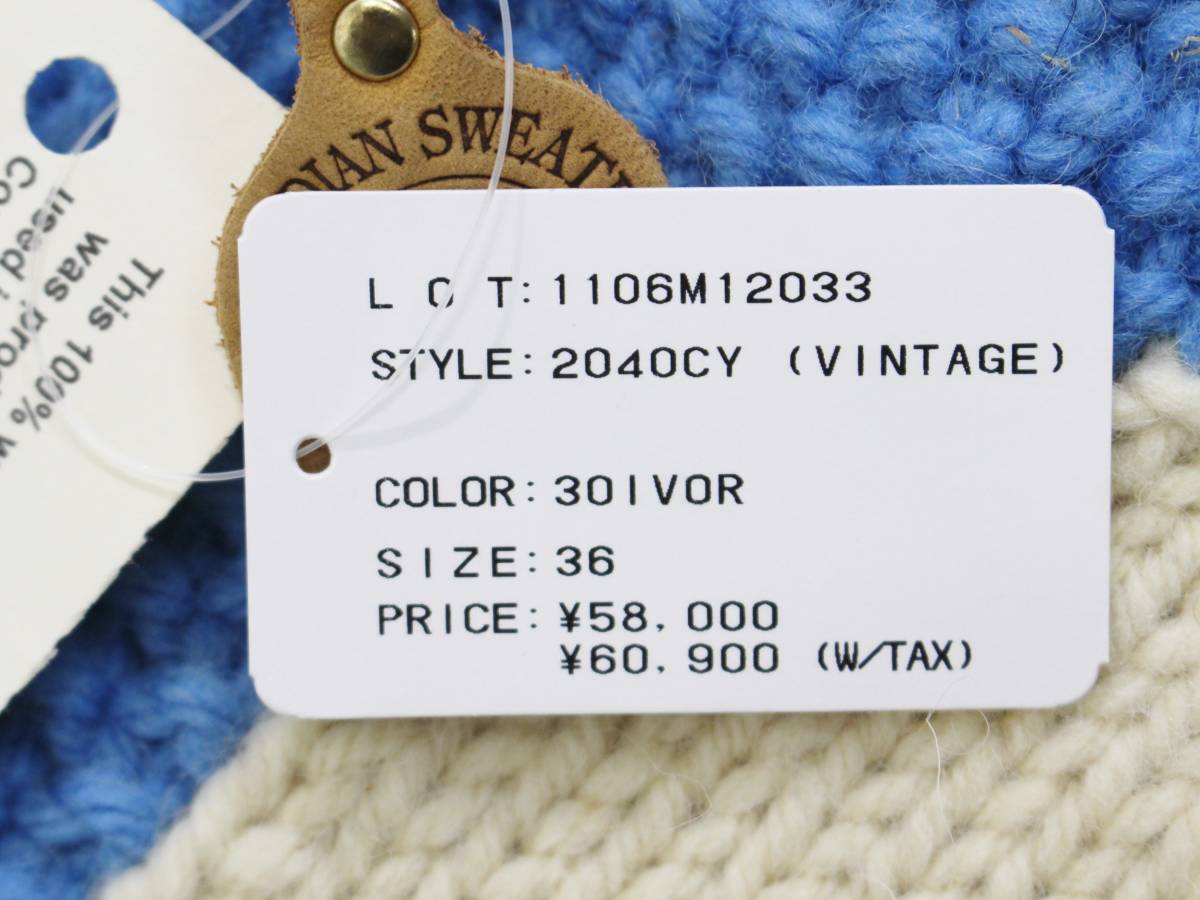 SWEAT
LOT:1106M12033
STYLE:2040CY (VINTAGE)
COLOR:30IVOR
SIZE:36
PRICE:¥58,000
¥60,900 (W/TAX)
This 100%
was
used